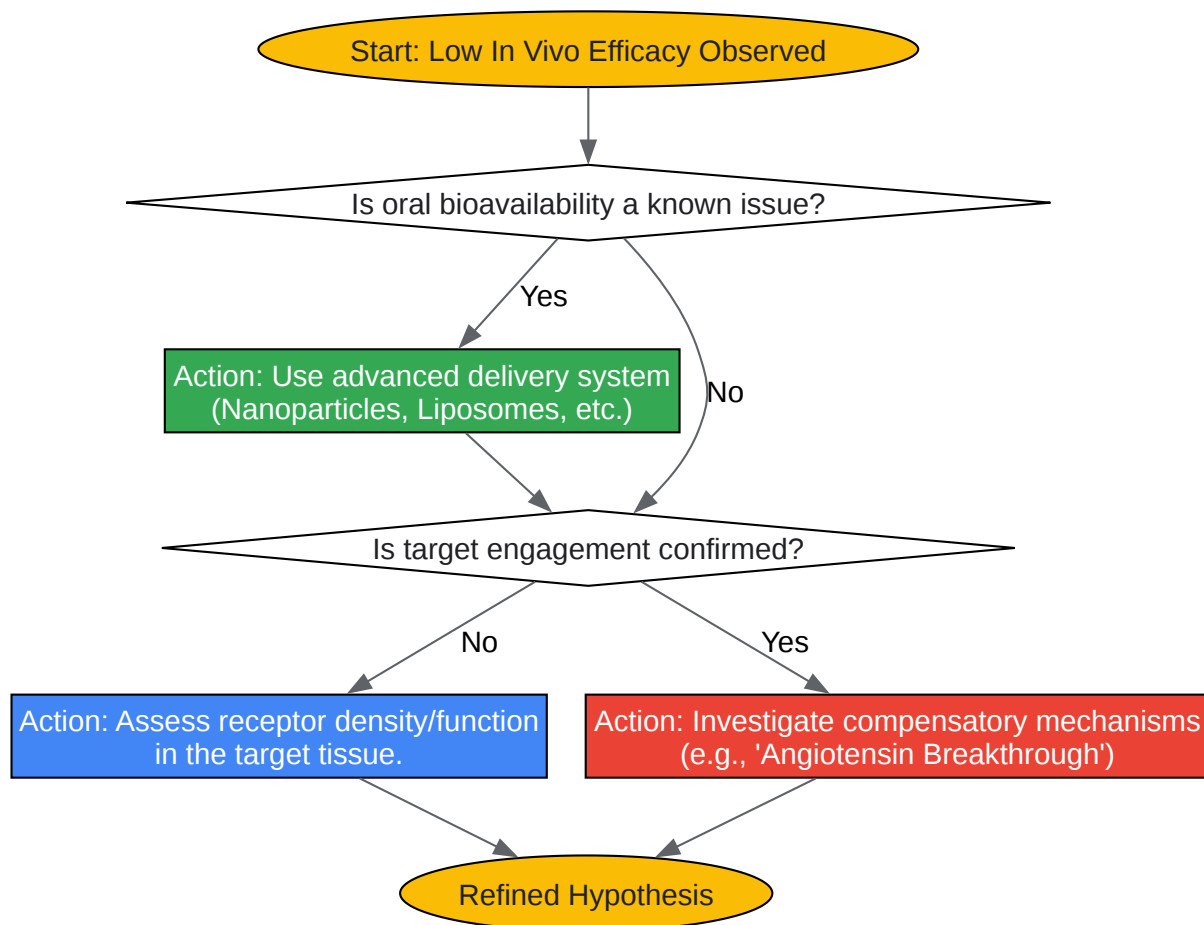 Start: Low In Vivo Efficacy Observed
Is oral bioavailability a known issue?
Yes
Action: Use advanced delivery system
(Nanoparticles, Liposomes, etc.)
No
Is target engagement confirmed?
No
Yes
Action: Assess receptor density/function
in the target tissue.
Action: Investigate compensatory mechanisms
(e.g., 'Angiotensin Breakthrough')
Refined Hypothesis